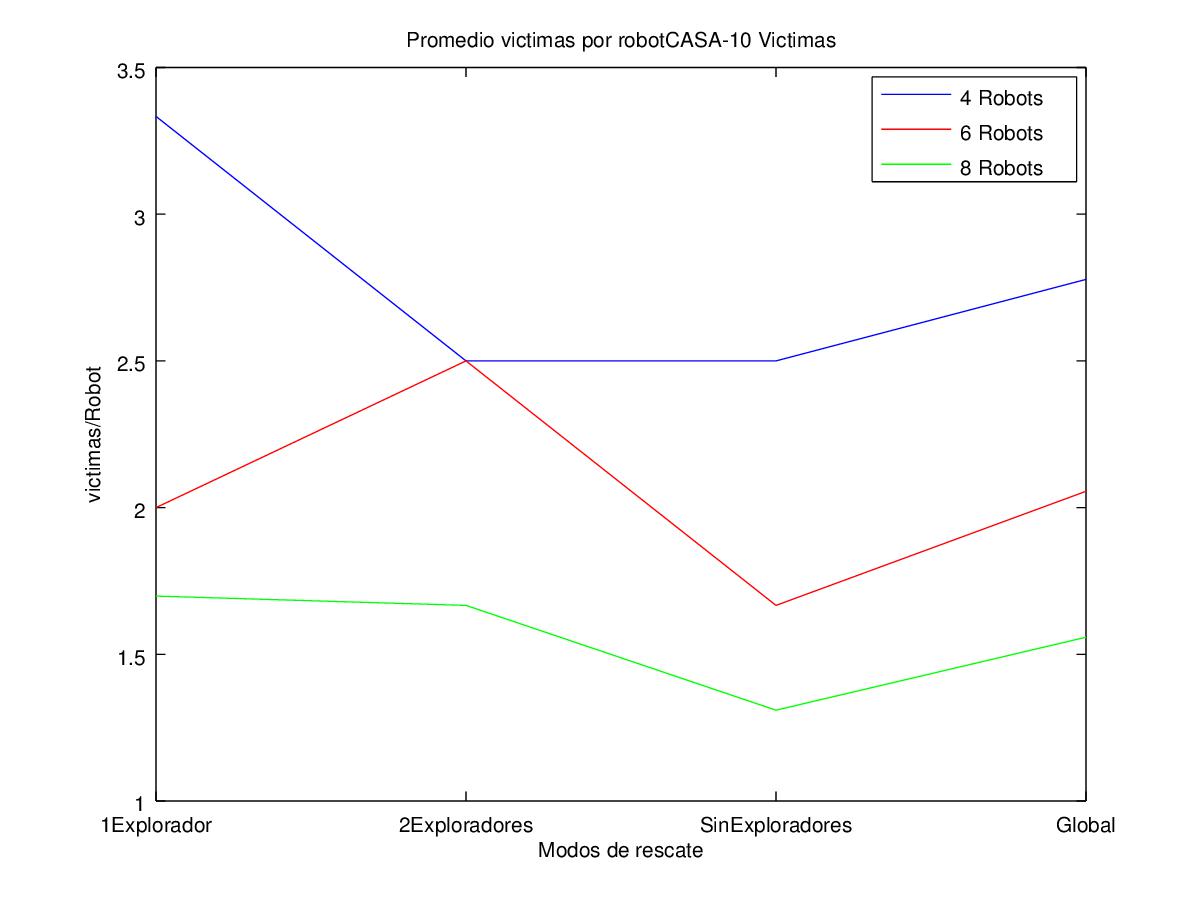 Promedio victimas por robotCASA-10 Victimas
3.5
3
2.5
2
1.5
1
victimas/Robot
4 Robots
6 Robots
8 Robots
1Explorador
2Exploradores
SinExploradores
Global
Modos de rescate